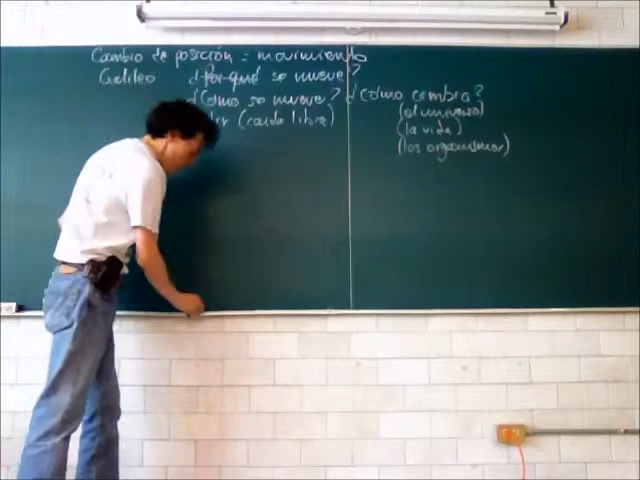 Cambio de posición = movimiento
Galileo ¿Por qué se mueve?
¿Cómo se mueve?
(caída libre)
¿Cómo cambia?
(el universo)
(la vida)
(los organismos)